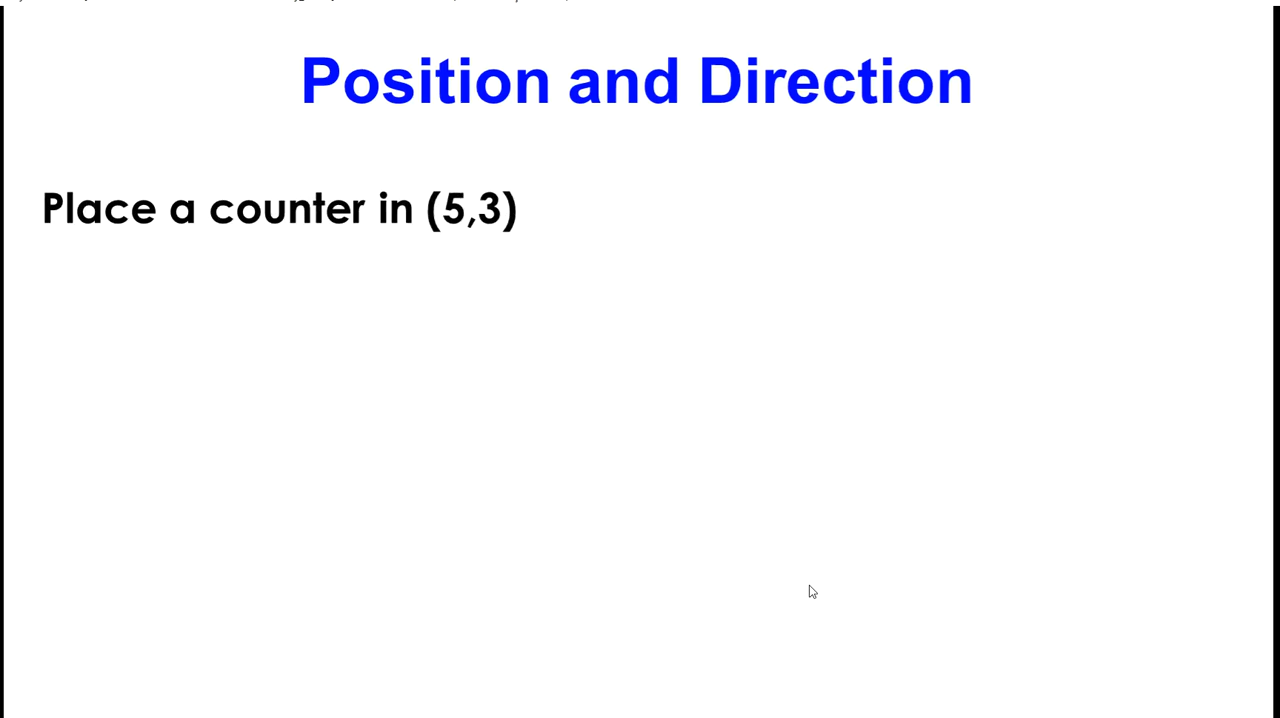 Position and Direction
Place a counter in (5,3)